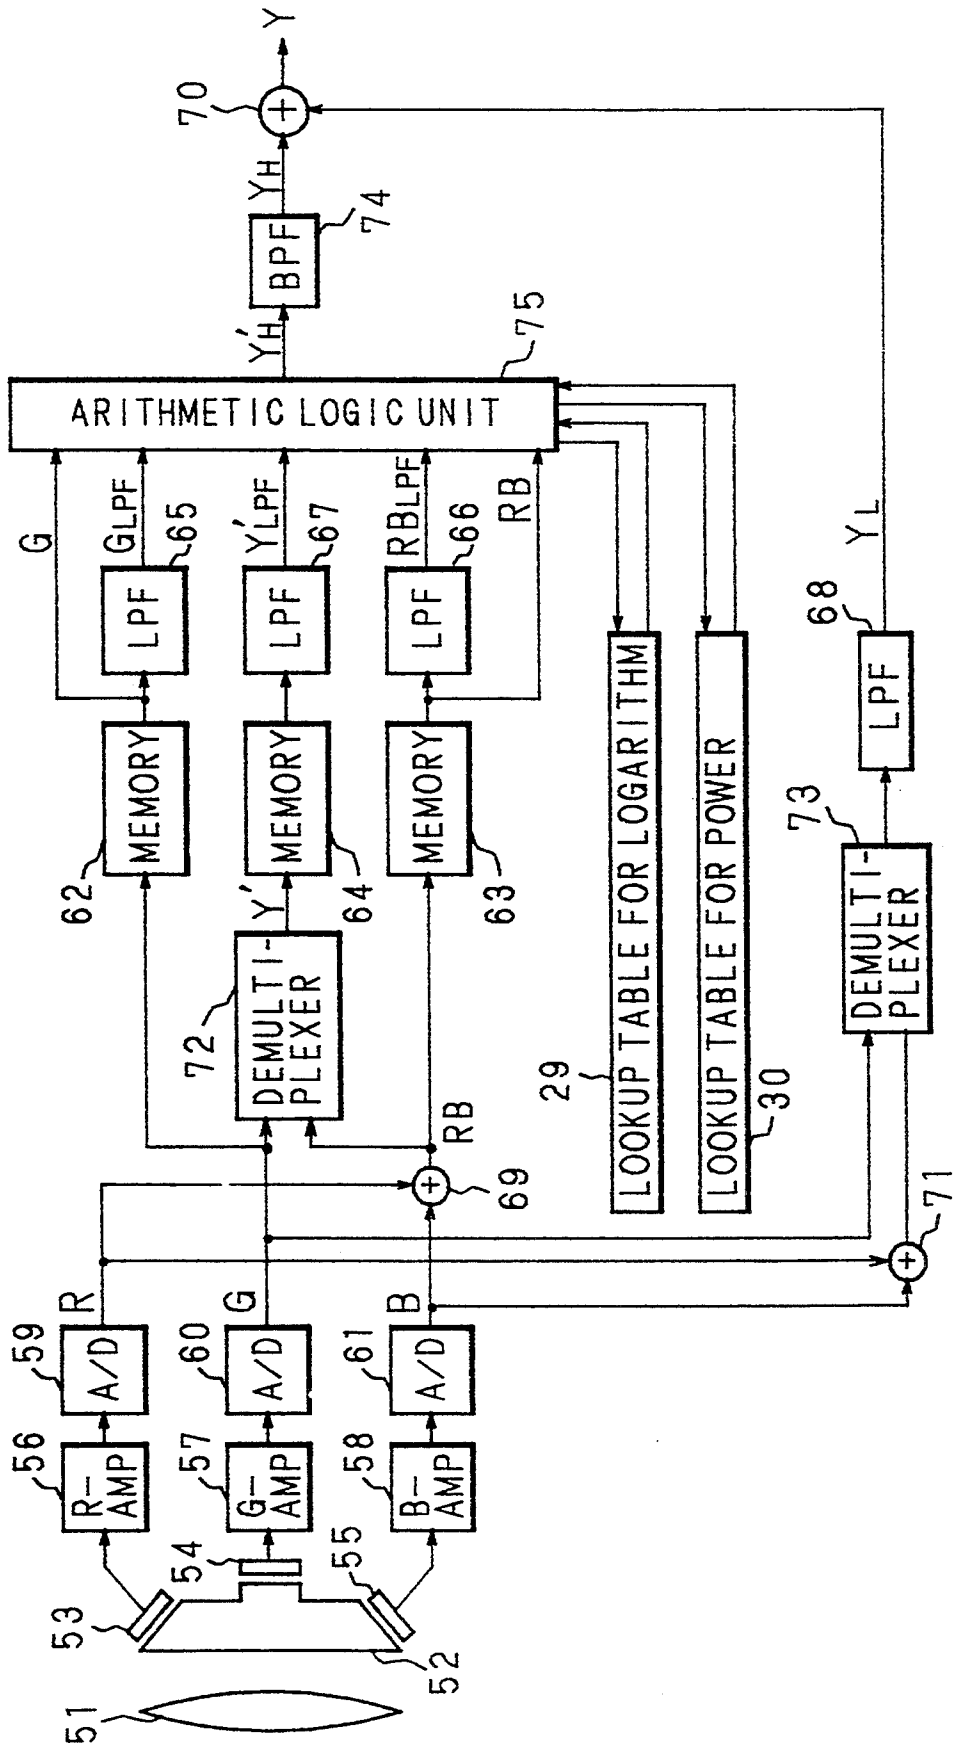 51
52
53
54
55
56
R-
AMP
57
G-
AMP
58
B-
AMP
59
A/D
60
A/D
61
A/D
R
G
B
69
RB
71
72
DEMULTI-
PLEXER
Y'
62
MEMORY
64
MEMORY
63
MEMORY
G
LPF
65
GLPF
LPF
67
Y'LPF
LPF
66
RBLPF
RB
ARITHMETIC LOGIC UNIT
75
Y'H
BPF
74
YH
70
Y
29
LOOKUP TABLE FOR LOGARITHM
LOOKUP TABLE FOR POWER
30
73
DEMULTI-
PLEXER
LPF
68
YL